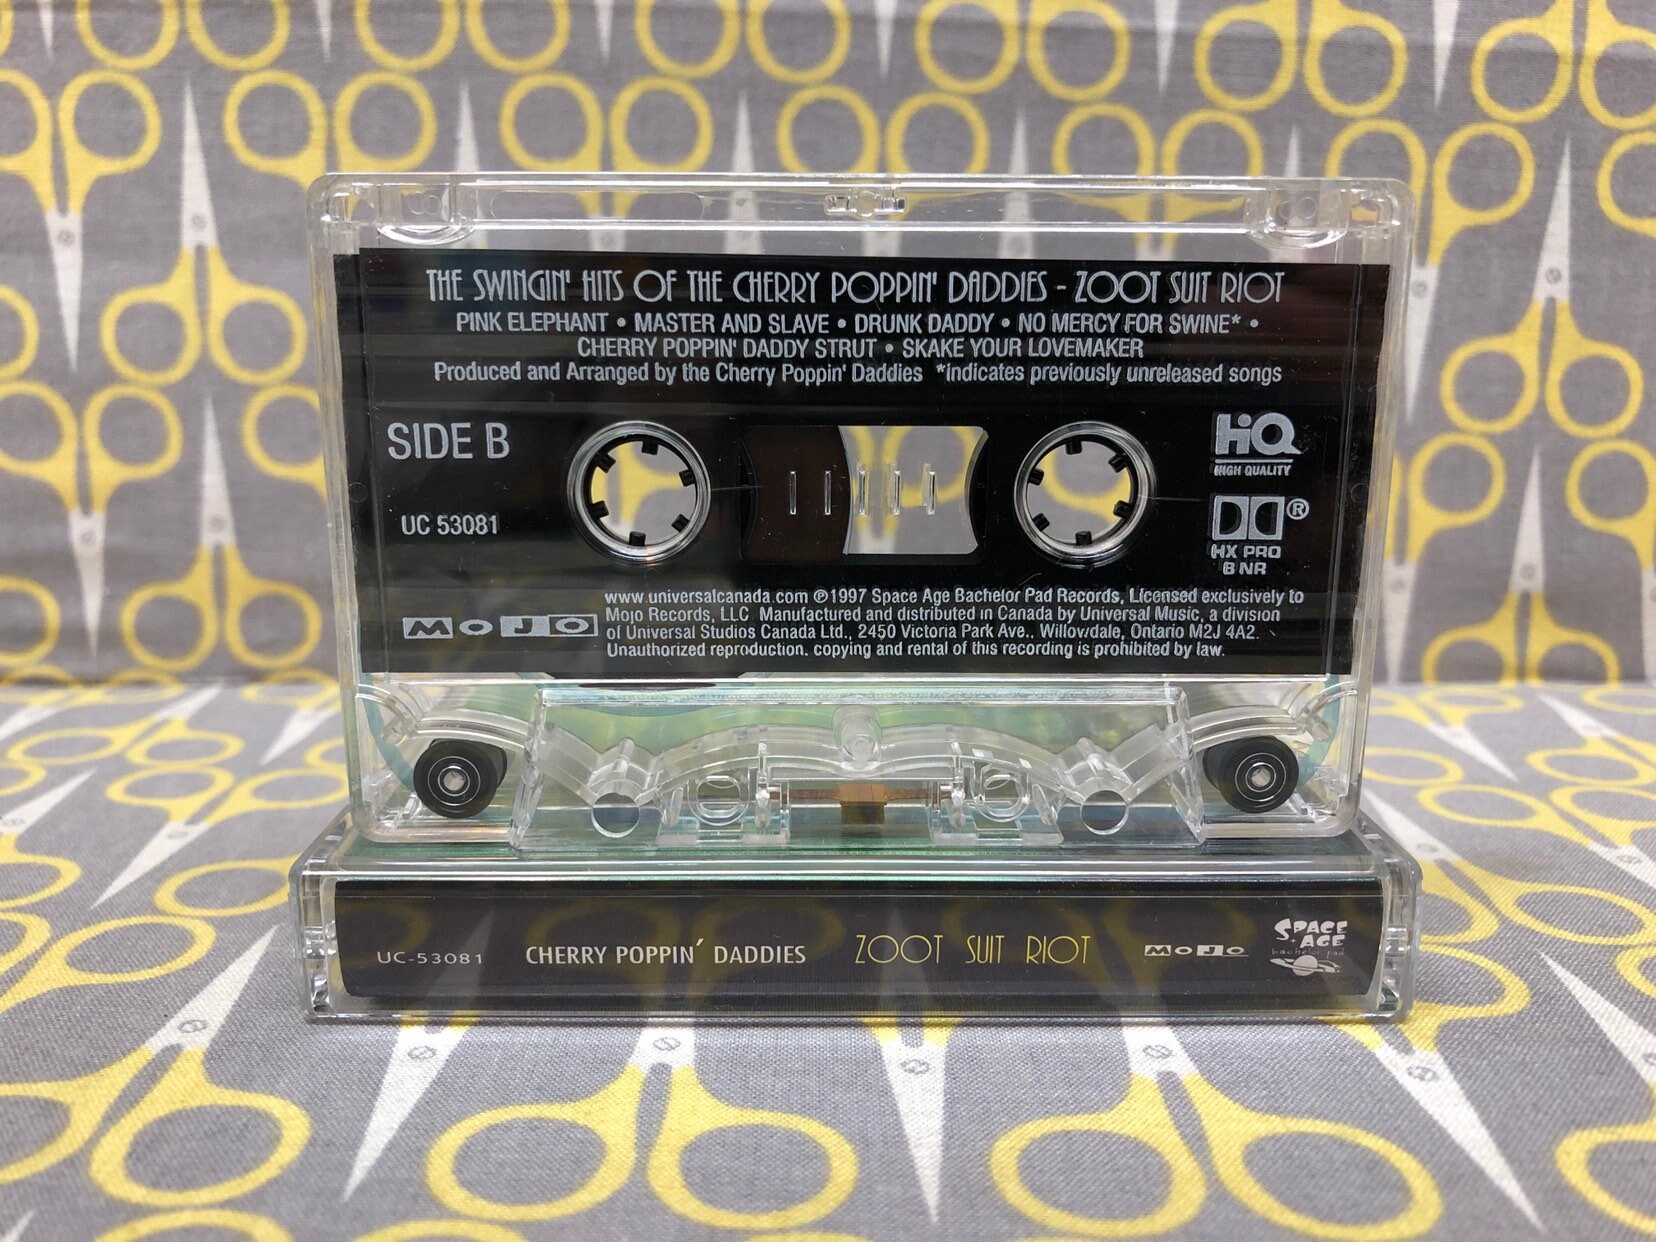 THE SWINGIN' HITS OF THE CHERRY POPPIN' DADDIES - ZOOT SUIT RIOT
PINK ELEPHANT • MASTER AND SLAVE • DRUNK DADDY • NO MERCY FOR SWINE* •
CHERRY POPPIN' DADDY STRUT • SKAKE YOUR LOVEMAKER
Produced and Arranged by the Cherry Poppin' Daddies *indicates previously unreleased songs
SIDE B
HiQ
HIGH QUALITY
UC 53081
®
HX PRO
B NR
www.universalcanada.com ℗1997 Space Age Bachelor Pad Records, Licensed exclusively to
Mojo Records, LLC Manufactured and distributed in Canada by Universal Music, a division
of Universal Studios Canada Ltd., 2450 Victoria Park Ave., Willowdale, Ontario M2J 4A2.
Unauthorized reproduction, copying and rental of this recording is prohibited by law.
MOJO
UC-53081 CHERRY POPPIN' DADDIES ZOOT SUIT RIOT MOJO
SPACE
AGE
bachelor pad